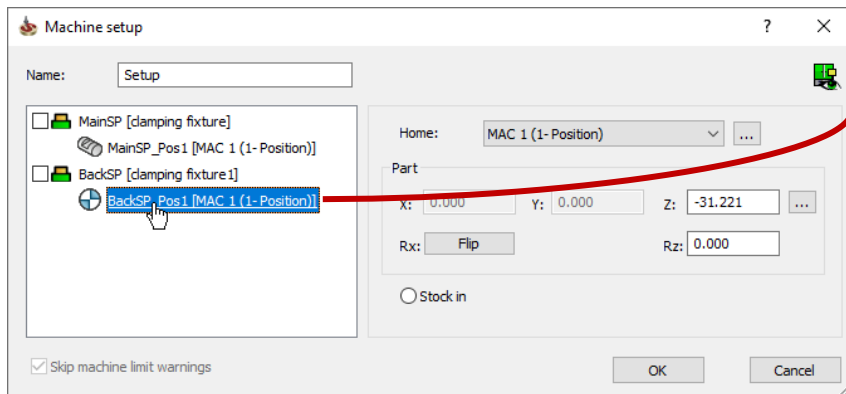 Machine setup ?
Name: Setup
MainSP [clamping fixture]
MainSP_Pos1 [MAC 1 (1- Position)]
BackSP [clamping fixture1]
BackSP_Pos1 [MAC 1 (1- Position)]
Home: MAC 1 (1- Position) ...
Part
X: 0.000 Y: 0.000 Z: -31.221 ...
Rx: Flip Rz: 0.000
Stock in
Skip machine limit warnings
OK Cancel